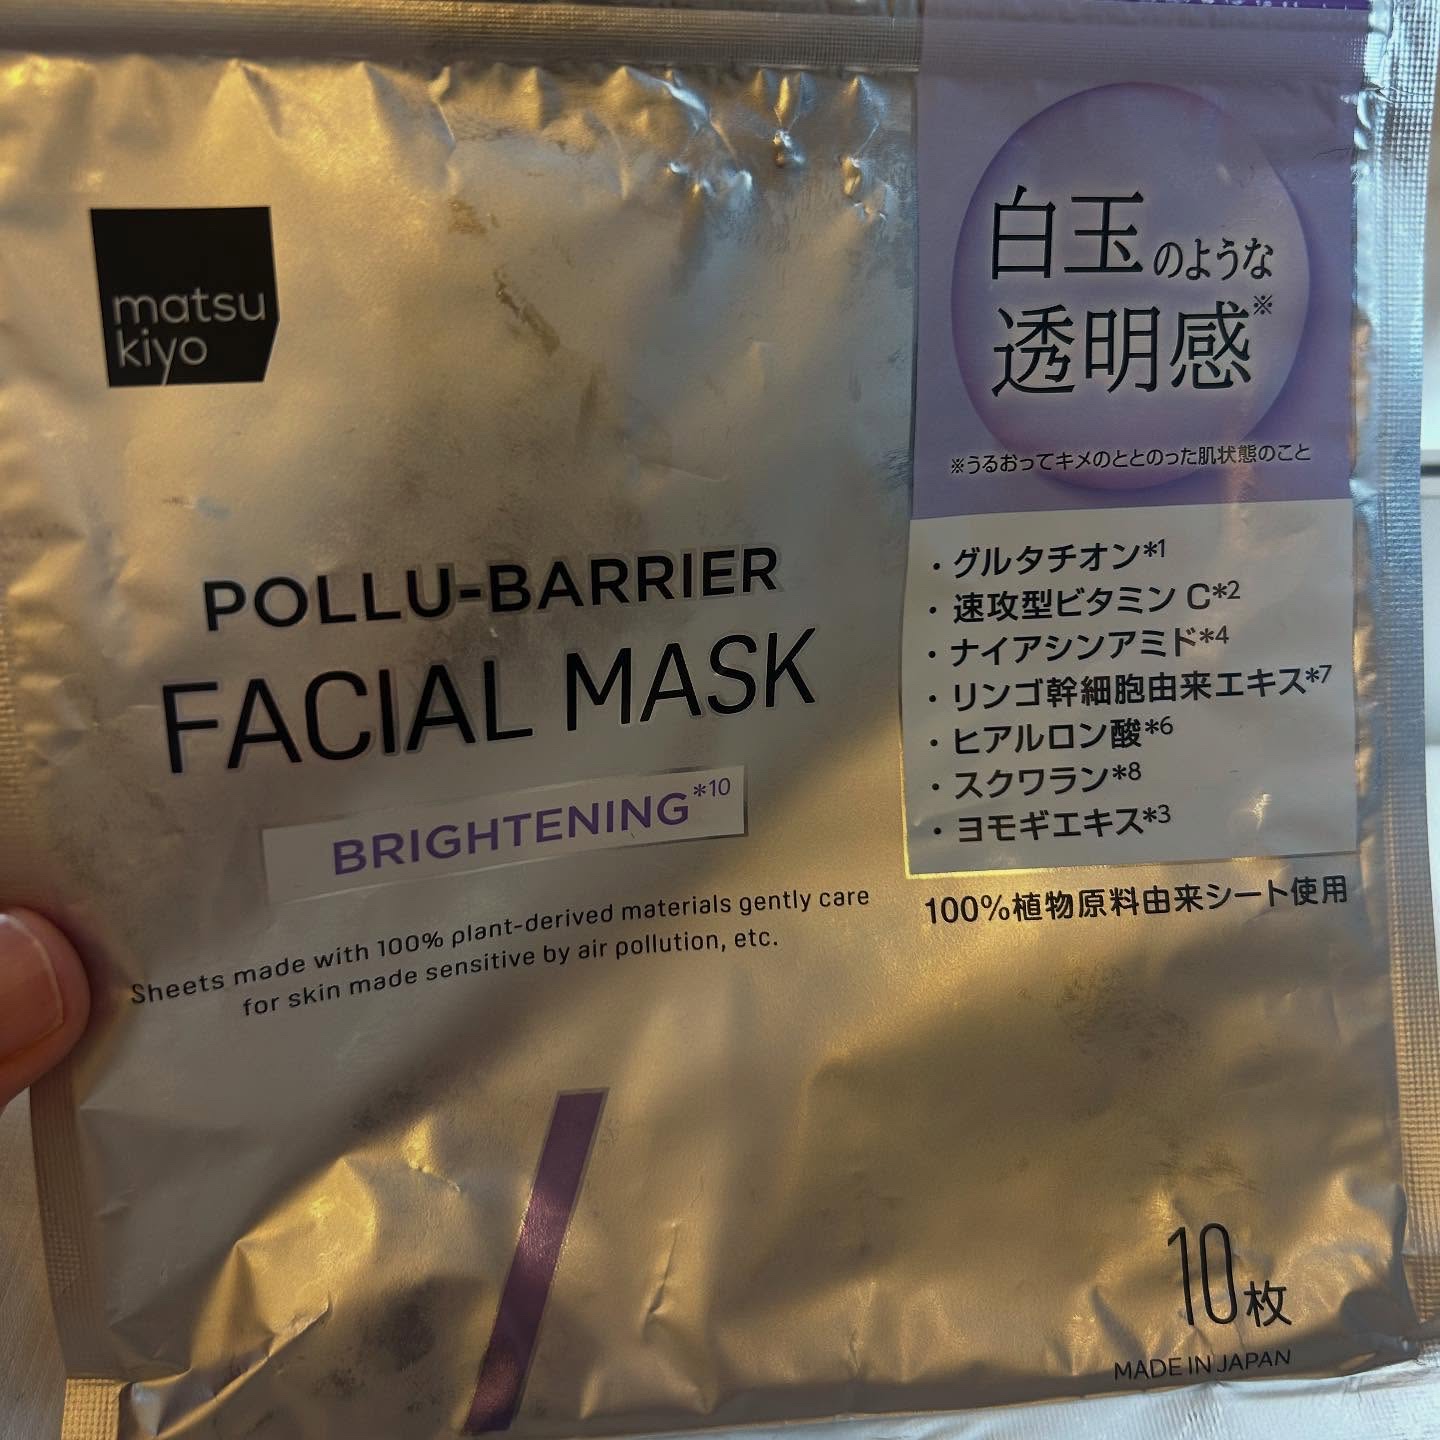 matsu
kiyo
POLLU-BARRIER
FACIAL MASK
BRIGHTENING*10
Sheets made with 100% plant-derived materials gently care
for skin made sensitive by air pollution, etc.
白玉のような
透明感※
※うるおってキメのととのった肌状態のこと
・グルタチオン*1
・速攻型ビタミンC*2
・ナイアシンアミド*4
・リンゴ幹細胞由来エキス*7
・ヒアルロン酸*6
・スクワラン*8
・ヨモギエキス*3
100%植物原料由来シート使用
10枚
MADE IN JAPAN